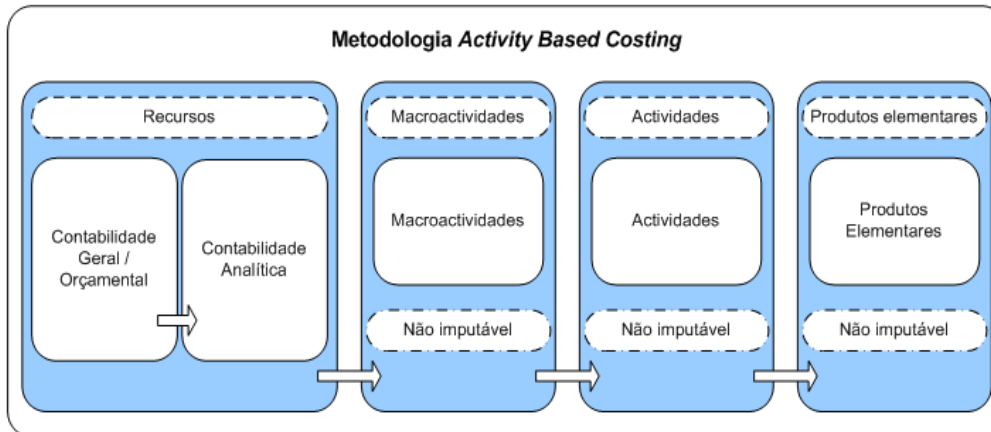 Metodologia Activity Based Costing
Recursos
Contabilidade
Geral /
Orçamental
Contabilidade
Analítica
Macroactividades
Macroactividades
Não imputável
Actividades
Actividades
Não imputável
Produtos elementares
Produtos
Elementares
Não imputável